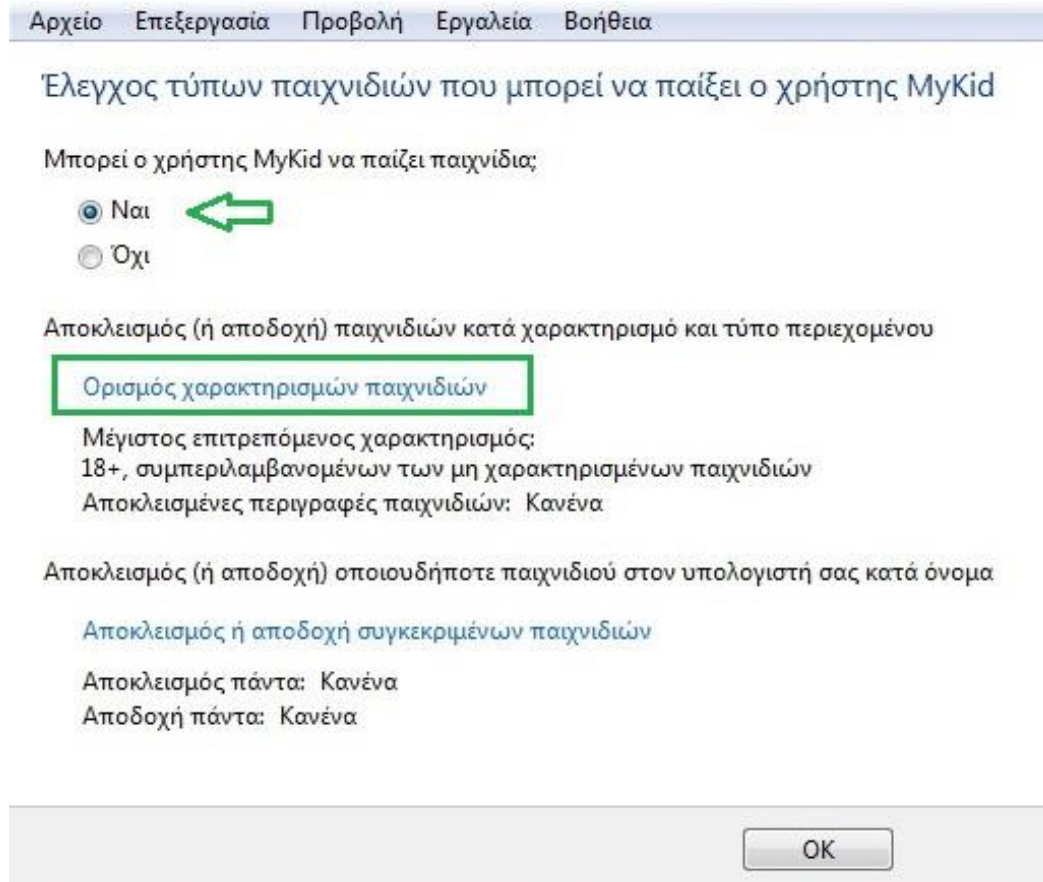 Αρχείο Επεξεργασία Προβολή Εργαλεία Βοήθεια
Έλεγχος τύπων παιχνιδιών που μπορεί να παίξει ο χρήστης MyKid
Μπορεί ο χρήστης MyKid να παίζει παιχνίδια;
Ναι
Όχι
Αποκλεισμός (ή αποδοχή) παιχνιδιών κατά χαρακτηρισμό και τύπο περιεχομένου
Ορισμός χαρακτηρισμών παιχνιδιών
Μέγιστος επιτρεπόμενος χαρακτηρισμός:
18+, συμπεριλαμβανομένων των μη χαρακτηρισμένων παιχνιδιών
Αποκλεισμένες περιγραφές παιχνιδιών: Κανένα
Αποκλεισμός (ή αποδοχή) οποιουδήποτε παιχνιδιού στον υπολογιστή σας κατά όνομα
Αποκλεισμός ή αποδοχή συγκεκριμένων παιχνιδιών
Αποκλεισμός πάντα: Κανένα
Αποδοχή πάντα: Κανένα
OK